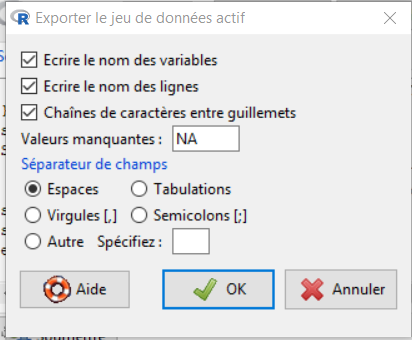 Exporter le jeu de données actif
Ecrire le nom des variables
Ecrire le nom des lignes
Chaînes de caractères entre guillemets
Valeurs manquantes : NA
Séparateur de champs
Espaces Tabulations
Virgules [,] Semicolons [;]
Autre Spécifiez :
Aide OK Annuler